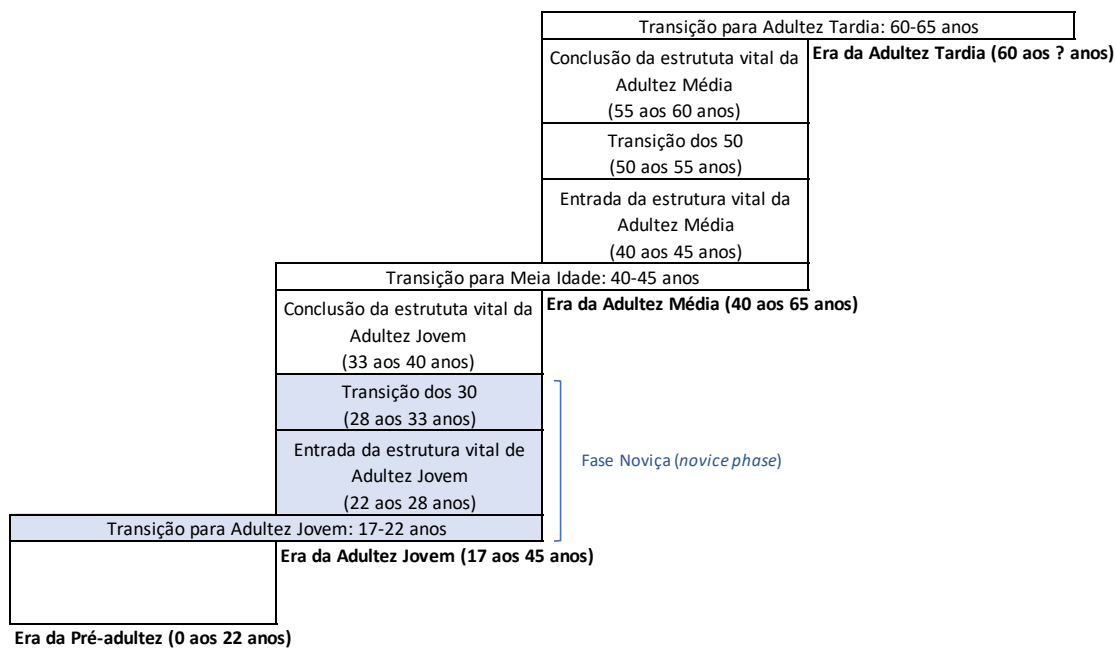 Transição para Adultez Tardia: 60-65 anos
Conclusão da estrututa vital da
Adultez Média
(55 aos 60 anos)
Era da Adultez Tardia (60 aos ? anos)
Transição dos 50
(50 aos 55 anos)
Entrada da estrutura vital da
Adultez Média
(40 aos 45 anos)
Transição para Meia Idade: 40-45 anos
Conclusão da estrututa vital da
Adultez Jovem
(33 aos 40 anos)
Era da Adultez Média (40 aos 65 anos)
Transição dos 30
(28 aos 33 anos)
Entrada da estrutura vital de
Adultez Jovem
(22 aos 28 anos)
Fase Noviça (novice phase)
Transição para Adultez Jovem: 17-22 anos
Era da Adultez Jovem (17 aos 45 anos)
Era da Pré-adultez (0 aos 22 anos)